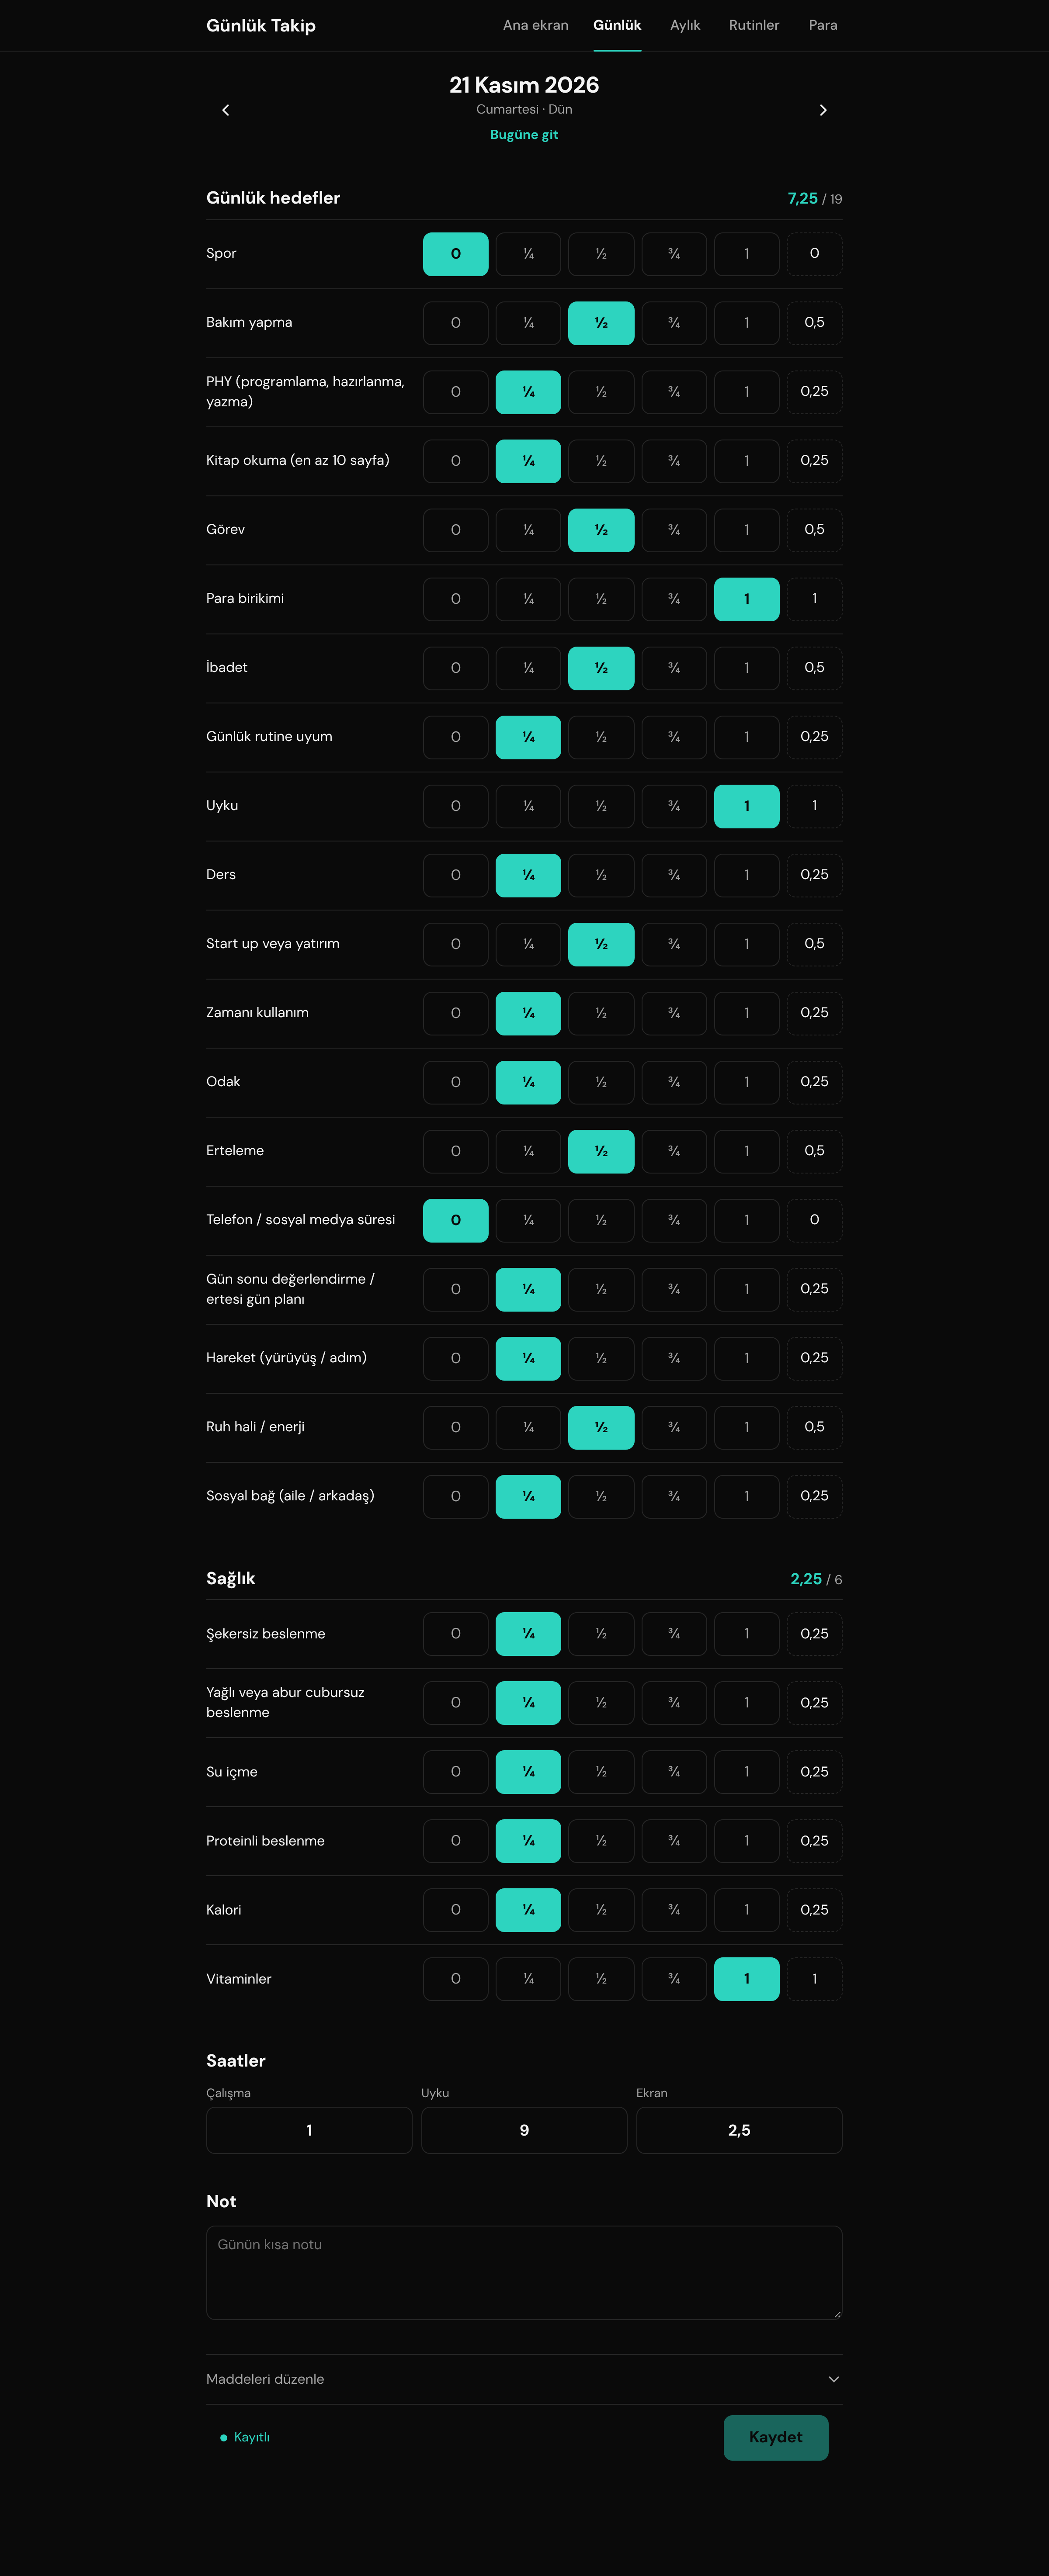 Günlük Takip
Ana ekran Günlük Aylık Rutinler Para
21 Kasım 2026
Cumartesi · Dün
Bugüne git
Günlük hedefler 7,25 / 19
Spor 0 ¼ ½ ¾ 1 0
Bakım yapma 0 ¼ ½ ¾ 1 0,5
PHY (programlama, hazırlanma,
yazma) 0 ¼ ½ ¾ 1 0,25
Kitap okuma (en az 10 sayfa) 0 ¼ ½ ¾ 1 0,25
Görev 0 ¼ ½ ¾ 1 0,5
Para birikimi 0 ¼ ½ ¾ 1 1
İbadet 0 ¼ ½ ¾ 1 0,5
Günlük rutine uyum 0 ¼ ½ ¾ 1 0,25
Uyku 0 ¼ ½ ¾ 1 1
Ders 0 ¼ ½ ¾ 1 0,25
Start up veya yatırım 0 ¼ ½ ¾ 1 0,5
Zamanı kullanım 0 ¼ ½ ¾ 1 0,25
Odak 0 ¼ ½ ¾ 1 0,25
Erteleme 0 ¼ ½ ¾ 1 0,5
Telefon / sosyal medya süresi 0 ¼ ½ ¾ 1 0
Gün sonu değerlendirme /
ertesi gün planı 0 ¼ ½ ¾ 1 0,25
Hareket (yürüyüş / adım) 0 ¼ ½ ¾ 1 0,25
Ruh hali / enerji 0 ¼ ½ ¾ 1 0,5
Sosyal bağ (aile / arkadaş) 0 ¼ ½ ¾ 1 0,25
Sağlık 2,25 / 6
Şekersiz beslenme 0 ¼ ½ ¾ 1 0,25
Yağlı veya abur cubursuz
beslenme 0 ¼ ½ ¾ 1 0,25
Su içme 0 ¼ ½ ¾ 1 0,25
Proteinli beslenme 0 ¼ ½ ¾ 1 0,25
Kalori 0 ¼ ½ ¾ 1 0,25
Vitaminler 0 ¼ ½ ¾ 1 1
Saatler
Çalışma Uyku Ekran
1 9 2,5
Not
Günün kısa notu
Maddeleri düzenle
Kayıtlı Kaydet